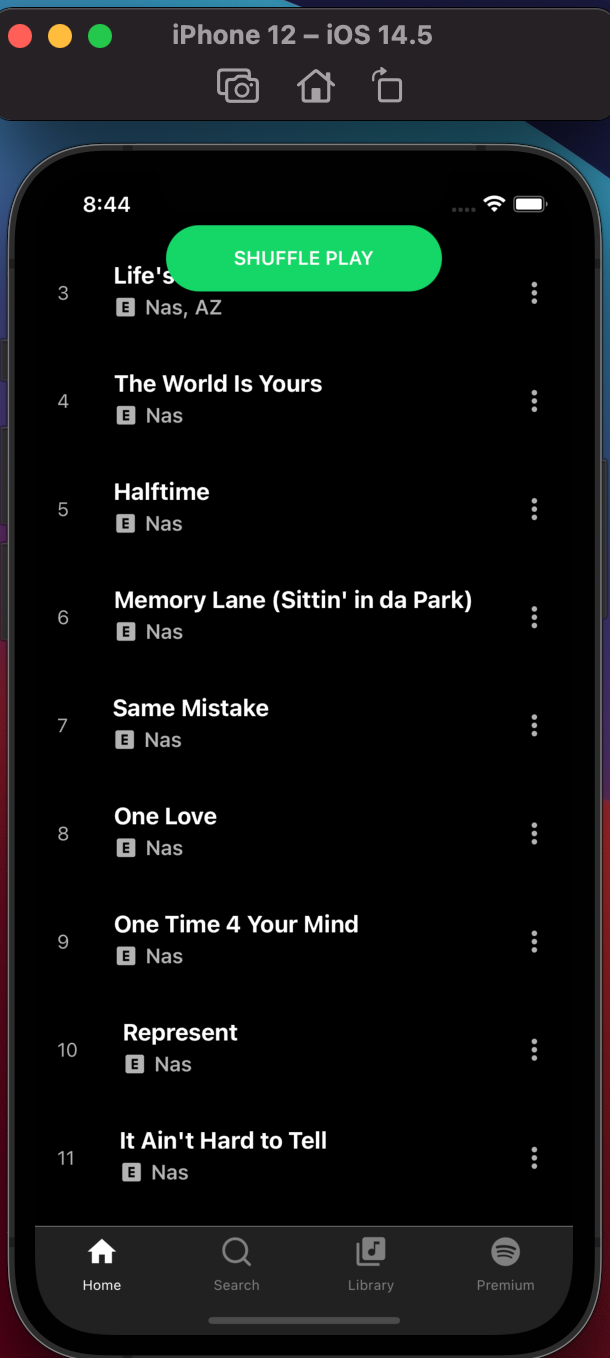 iPhone 12 – iOS 14.5
8:44
SHUFFLE PLAY
3
Life's
E Nas, AZ
4
The World Is Yours
E Nas
5
Halftime
E Nas
6
Memory Lane (Sittin' in da Park)
E Nas
7
Same Mistake
E Nas
8
One Love
E Nas
9
One Time 4 Your Mind
E Nas
10
Represent
E Nas
11
It Ain't Hard to Tell
E Nas
Home
Search
Library
Premium